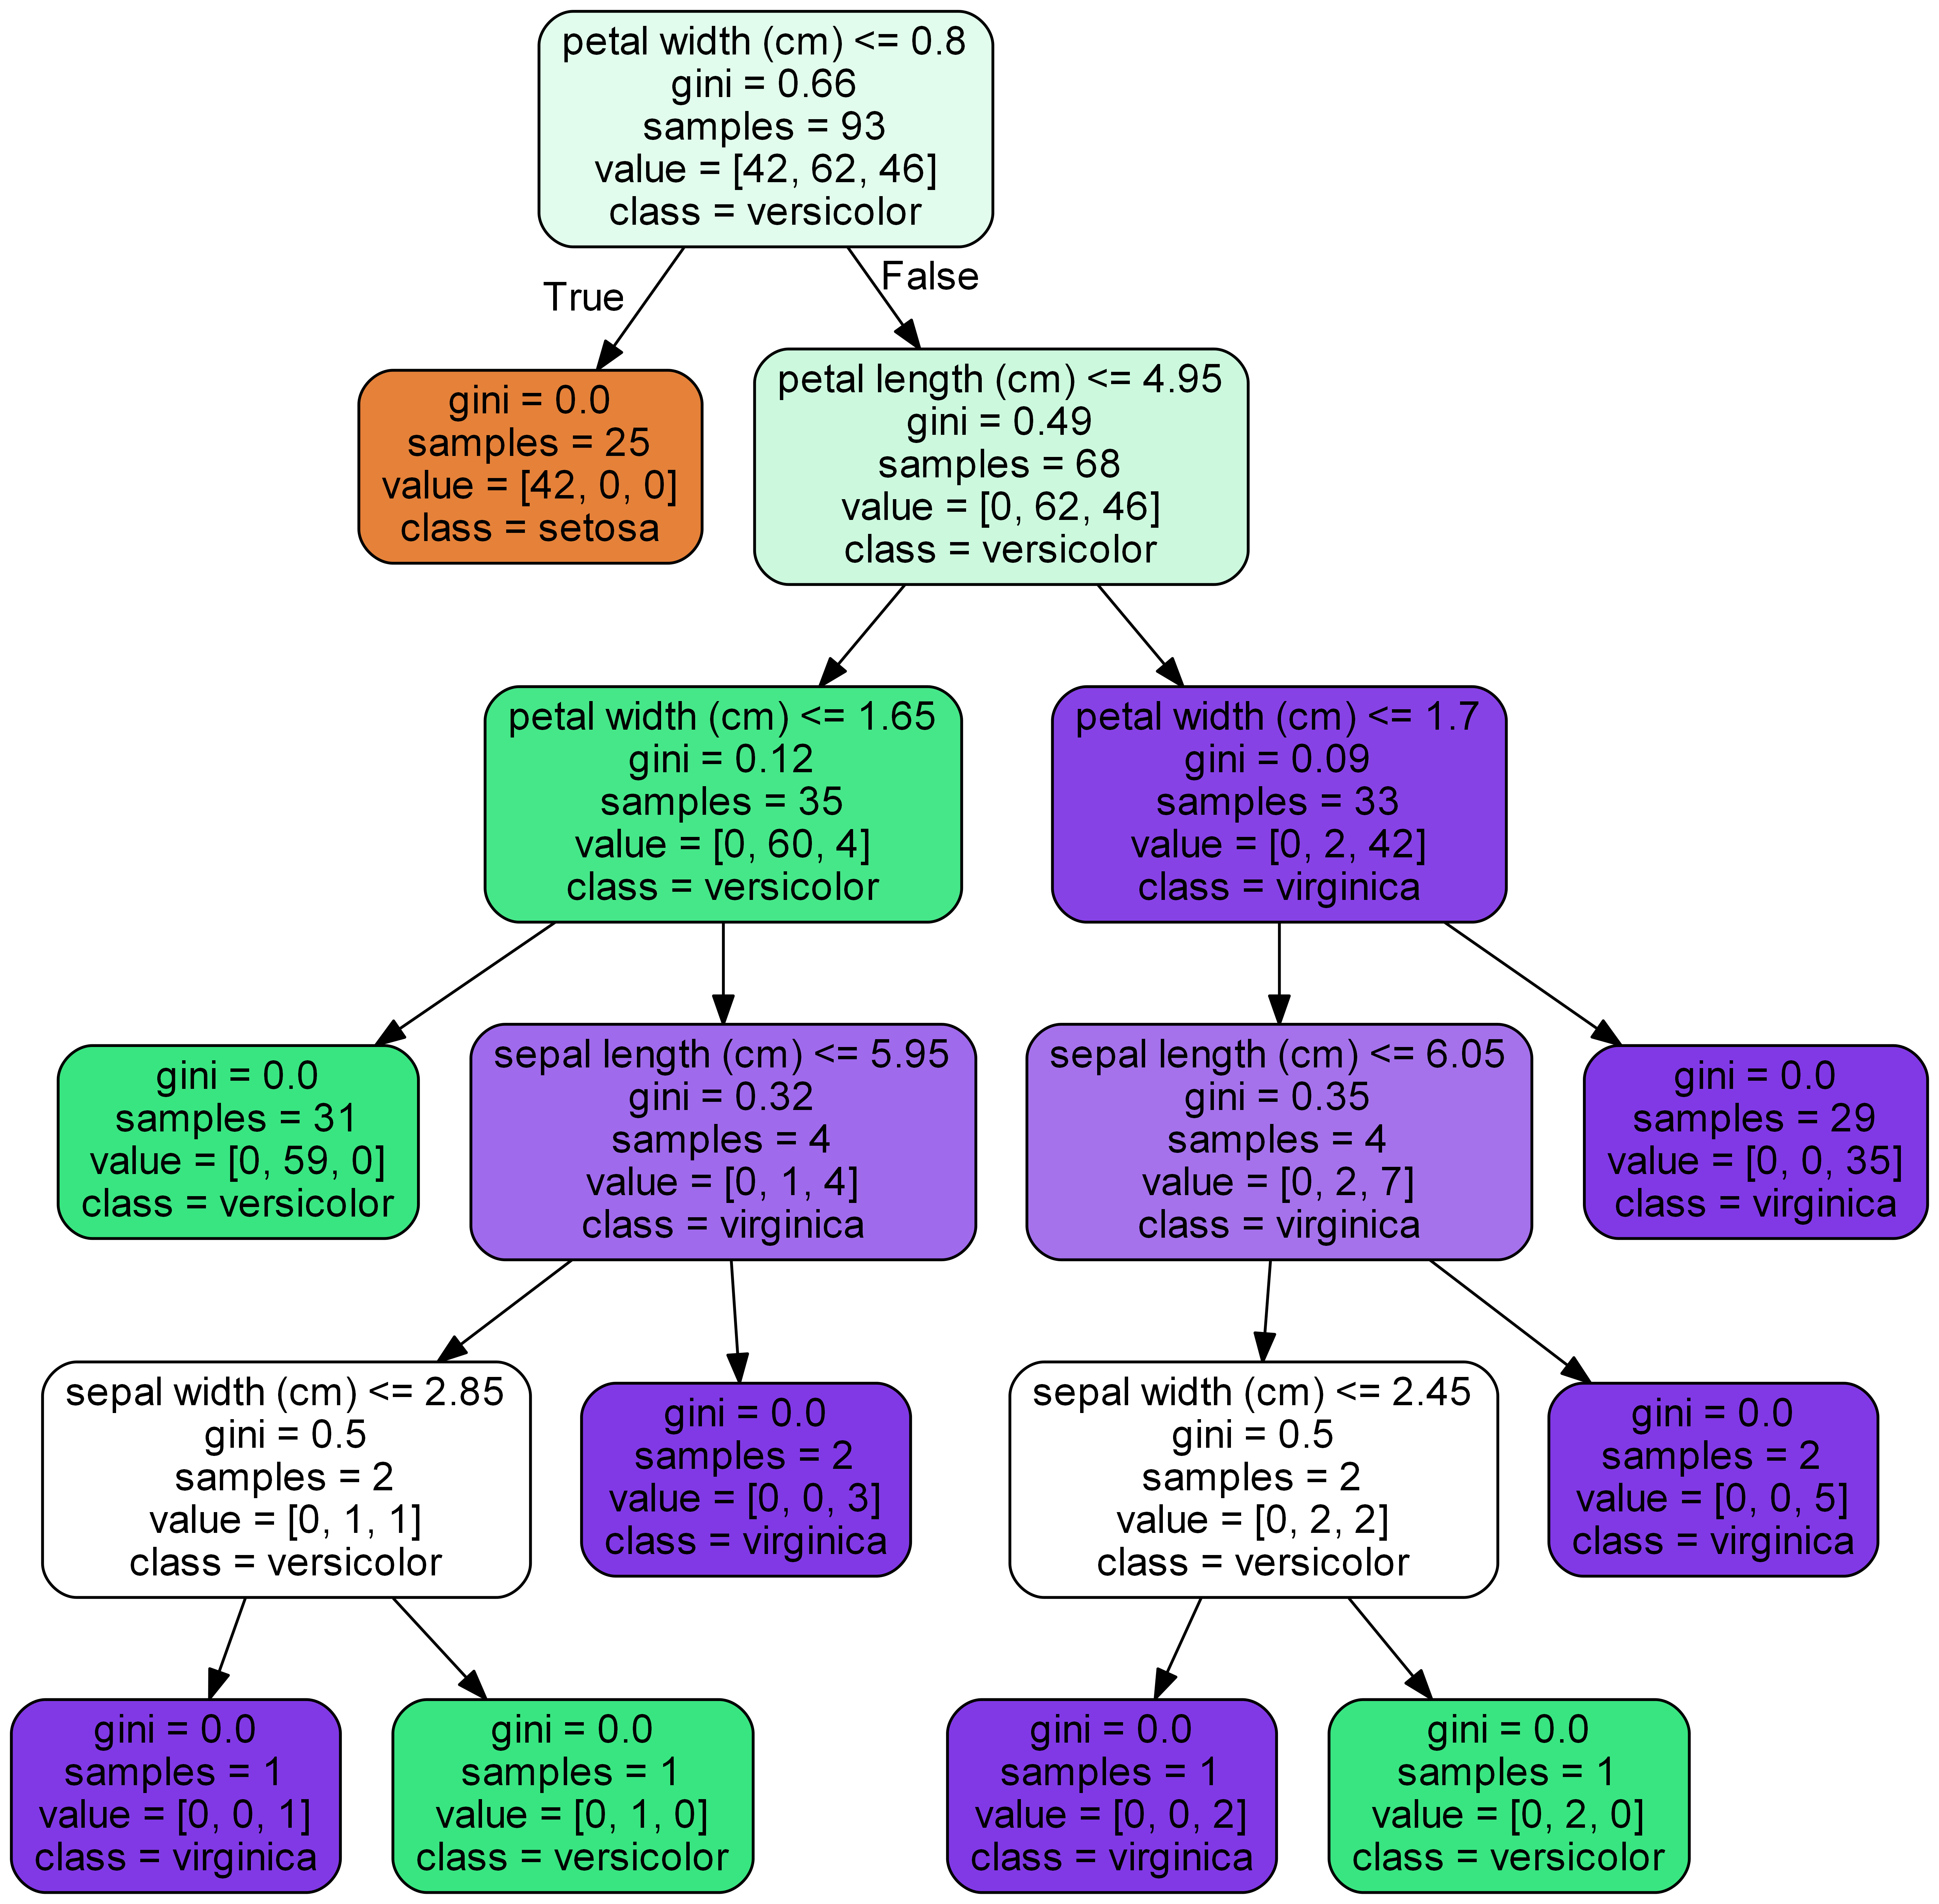 petal width (cm) <= 0.8
gini = 0.66
samples = 93
value = [42, 62, 46]
class = versicolor
True
False
gini = 0.0
samples = 25
value = [42, 0, 0]
class = setosa
petal length (cm) <= 4.95
gini = 0.49
samples = 68
value = [0, 62, 46]
class = versicolor
petal width (cm) <= 1.65
gini = 0.12
samples = 35
value = [0, 60, 4]
class = versicolor
petal width (cm) <= 1.7
gini = 0.09
samples = 33
value = [0, 2, 42]
class = virginica
gini = 0.0
samples = 31
value = [0, 59, 0]
class = versicolor
sepal length (cm) <= 5.95
gini = 0.32
samples = 4
value = [0, 1, 4]
class = virginica
sepal length (cm) <= 6.05
gini = 0.35
samples = 4
value = [0, 2, 7]
class = virginica
gini = 0.0
samples = 29
value = [0, 0, 35]
class = virginica
sepal width (cm) <= 2.85
gini = 0.5
samples = 2
value = [0, 1, 1]
class = versicolor
gini = 0.0
samples = 2
value = [0, 0, 3]
class = virginica
sepal width (cm) <= 2.45
gini = 0.5
samples = 2
value = [0, 2, 2]
class = versicolor
gini = 0.0
samples = 2
value = [0, 0, 5]
class = virginica
gini = 0.0
samples = 1
value = [0, 0, 1]
class = virginica
gini = 0.0
samples = 1
value = [0, 1, 0]
class = versicolor
gini = 0.0
samples = 1
value = [0, 0, 2]
class = virginica
gini = 0.0
samples = 1
value = [0, 2, 0]
class = versicolor